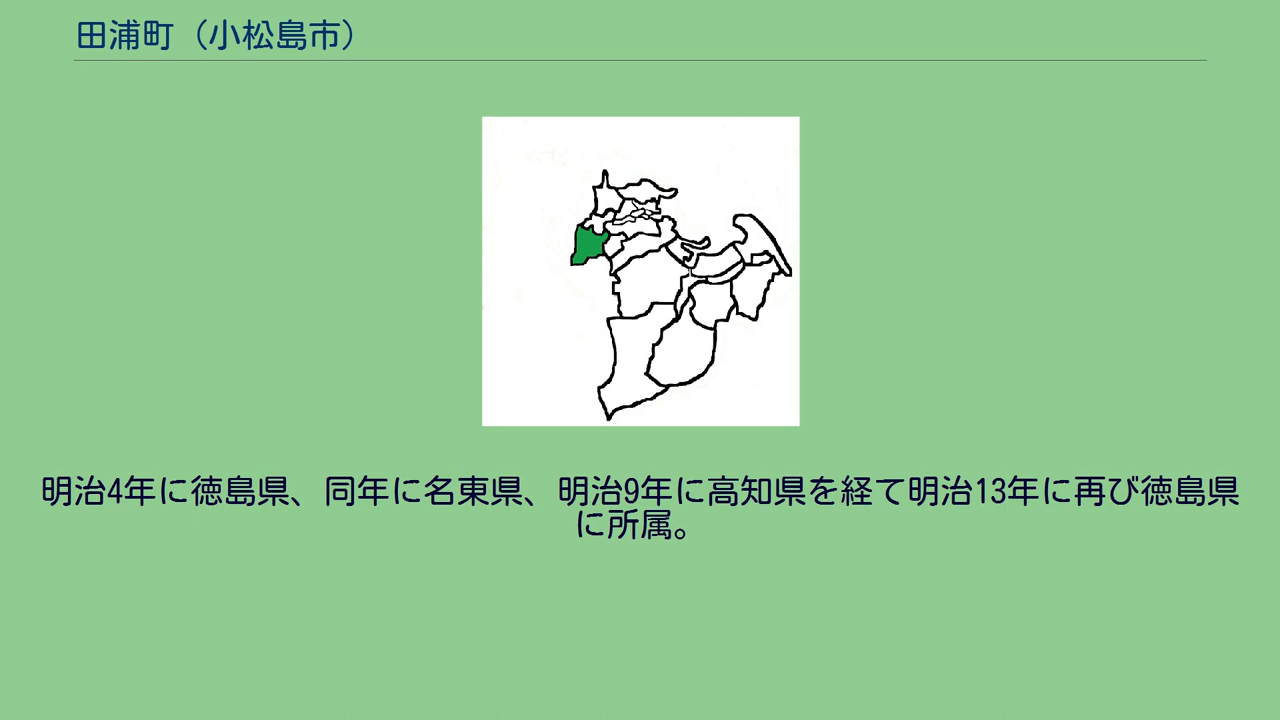 田浦町（小松島市）
明治4年に徳島県、同年に名東県、明治9年に高知県を経て明治13年に再び徳島県
に所属。